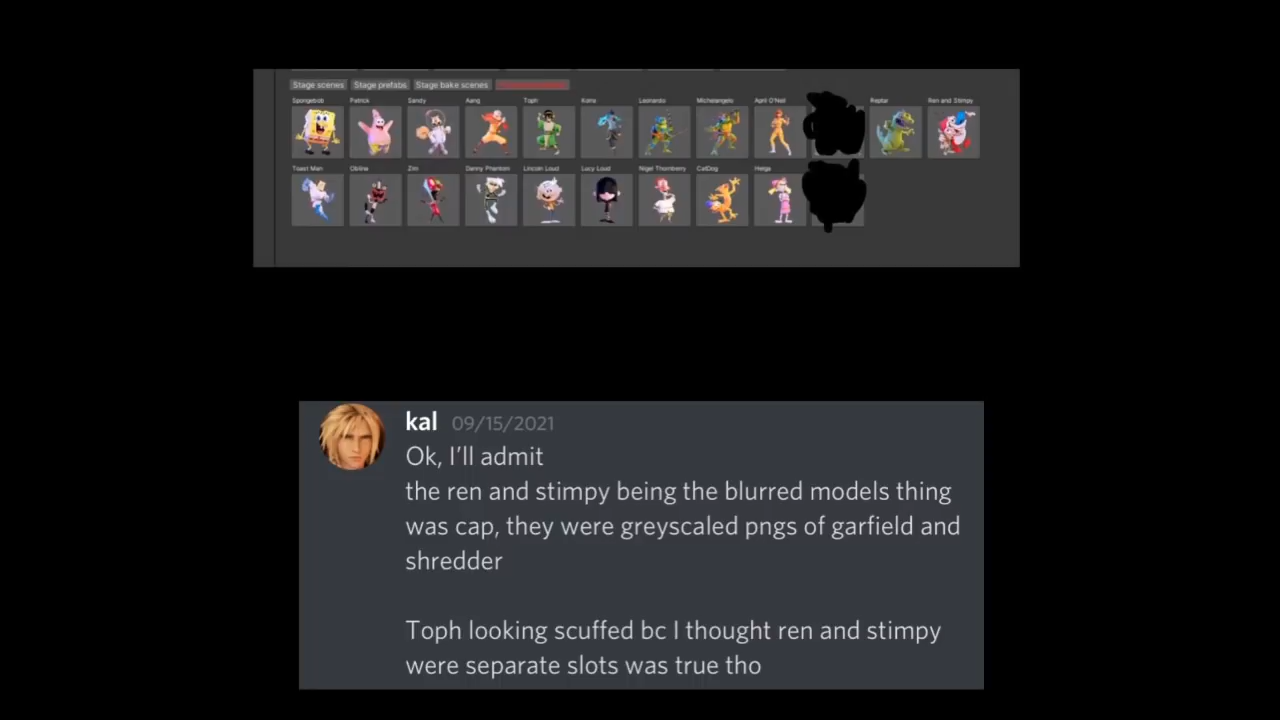 Stage scenes Stage prefabs Stage bake scenes
Spongebob Patrick Sandy Aang Toph Korra Leonardo Michelangelo April O'Neil Reptar Ren and Stimpy
Toast Man Oblina Zim Danny Phantom Lincoln Loud Lucy Loud Nigel Thornberry CatDog Helga
kal 09/15/2021
Ok, I'll admit
the ren and stimpy being the blurred models thing
was cap, they were greyscaled pngs of garfield and
shredder
Toph looking scuffed bc I thought ren and stimpy
were separate slots was true tho